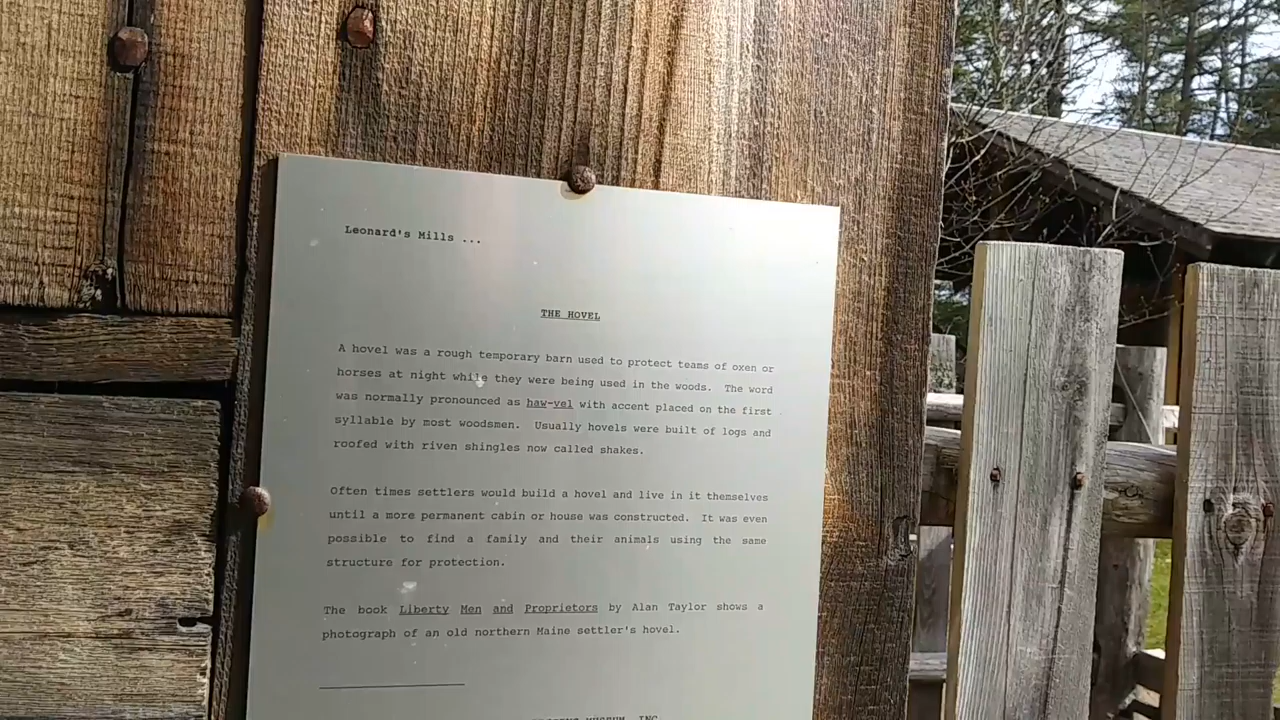 Leonard's Mills ...
THE HOVEL
A hovel was a rough temporary barn used to protect teams of oxen or
horses at night while they were being used in the woods. The word
was normally pronounced as haw-vel with accent placed on the first
syllable by most woodsmen. Usually hovels were built of logs and
roofed with riven shingles now called shakes.
Often times settlers would build a hovel and live in it themselves
until a more permanent cabin or house was constructed. It was even
possible to find a family and their animals using the same
structure for protection.
The book Liberty Men and Proprietors by Alan Taylor shows a
photograph of an old northern Maine settler's hovel.
MUSEUM, INC